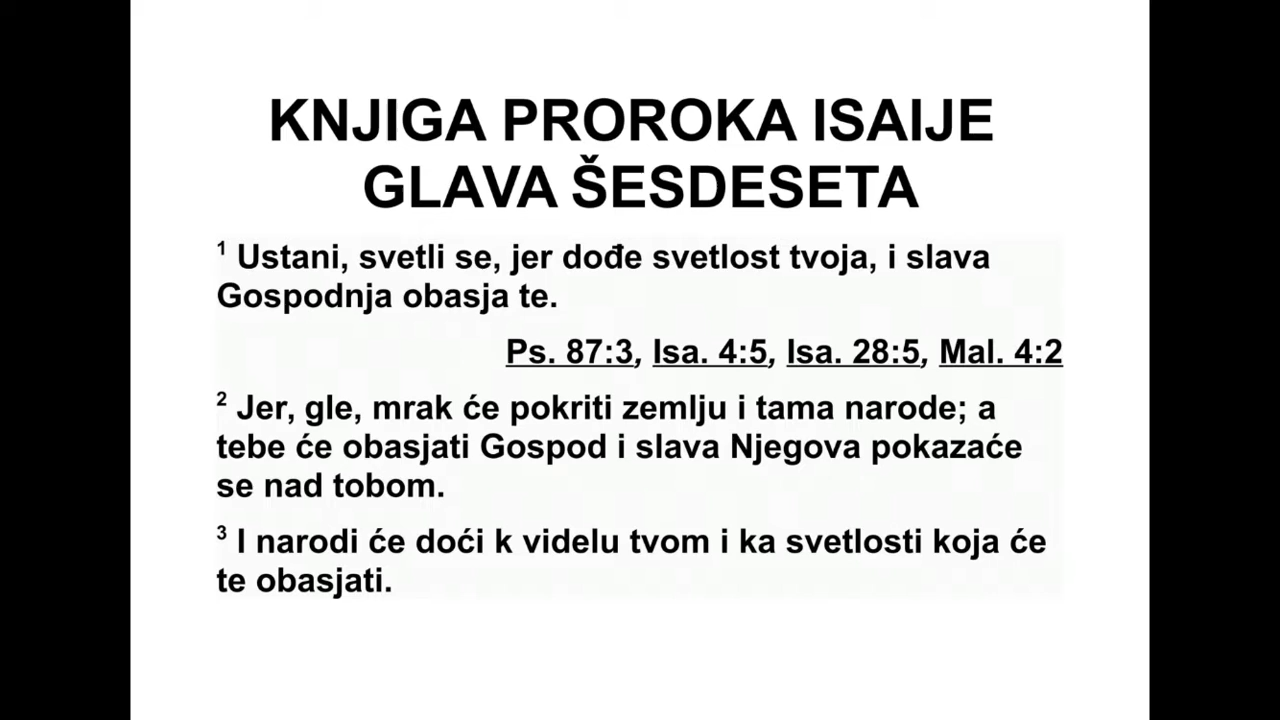 KNJIGA PROROKA ISAIJE
GLAVA ŠESDESETA
1 Ustani, svetli se, jer dođe svetlost tvoja, i slava
Gospodnja obasja te.
Ps. 87:3, Isa. 4:5, Isa. 28:5, Mal. 4:2
2 Jer, gle, mrak će pokriti zemlju i tama narode; a
tebe će obasjati Gospod i slava Njegova pokazaće
se nad tobom.
3 I narodi će doći k videlu tvom i ka svetlosti koja će
te obasjati.